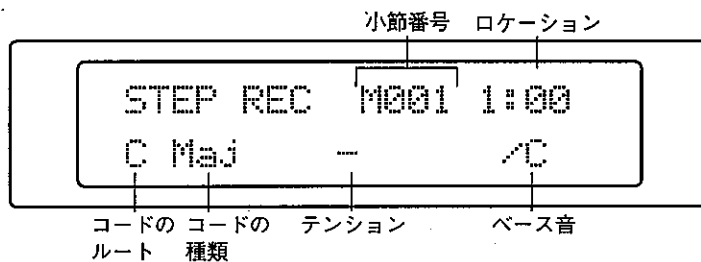 小節番号 ロケーション
STEP REC M001 1:00
C Maj – /C
コードの コードの テンション ベース音
ルート 種類